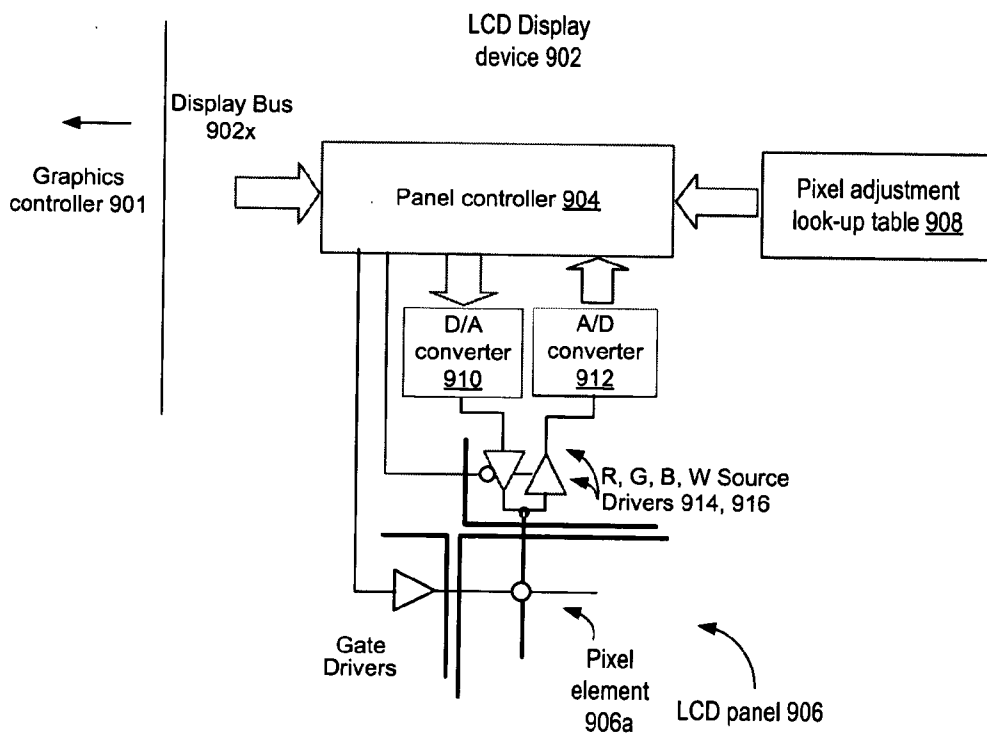 LCD Display
device 902
Display Bus
902x
Graphics
controller 901
Panel controller 904
Pixel adjustment
look-up table 908
D/A
converter
910
A/D
converter
912
R, G, B, W Source
Drivers 914, 916
Gate
Drivers
Pixel
element
906a
LCD panel 906